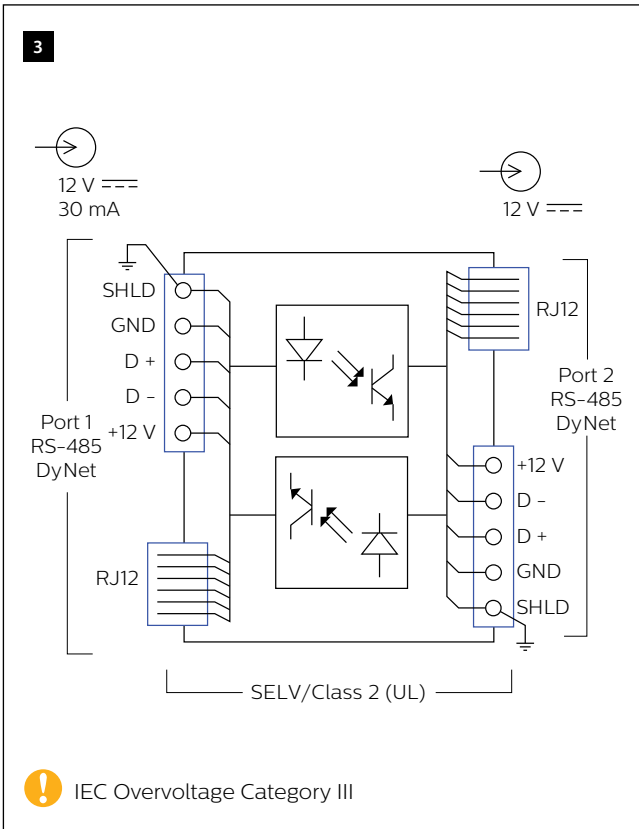 3
12 V
30 mA
12 V
SHLD
GND
D +
D -
+12 V
Port 1
RS-485
DyNet
RJ12
RJ12
Port 2
RS-485
DyNet
+12 V
D -
D +
GND
SHLD
SELV/Class 2 (UL)
! IEC Overvoltage Category III